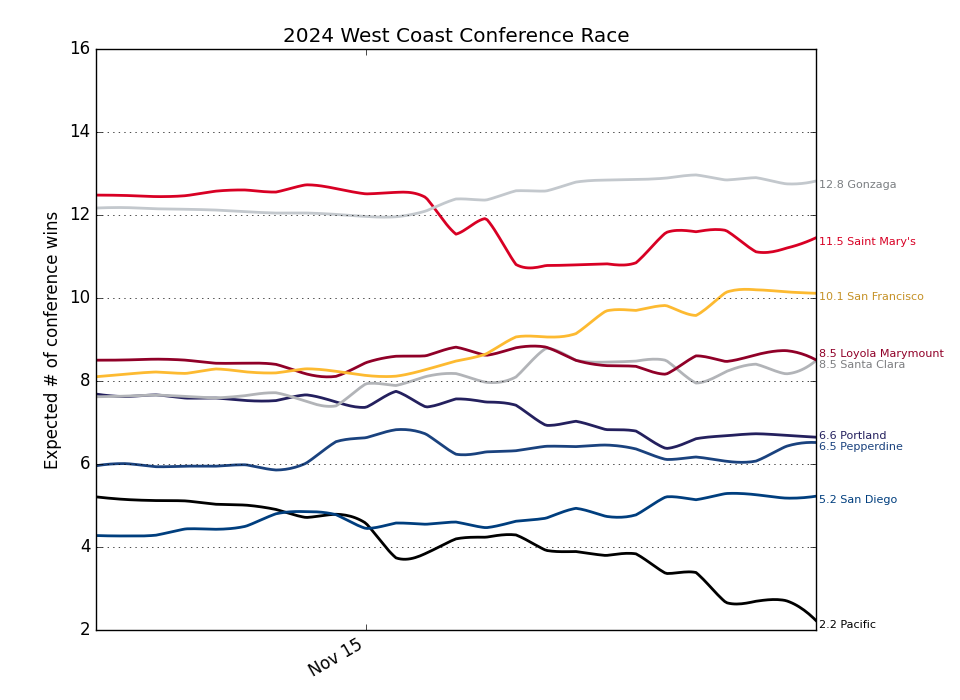 2024 West Coast Conference Race
Expected # of conference wins
16
14
12
10
8
6
4
2
Nov 15
12.8 Gonzaga
11.5 Saint Mary's
10.1 San Francisco
8.5 Loyola Marymount
8.5 Santa Clara
6.6 Portland
6.5 Pepperdine
5.2 San Diego
2.2 Pacific